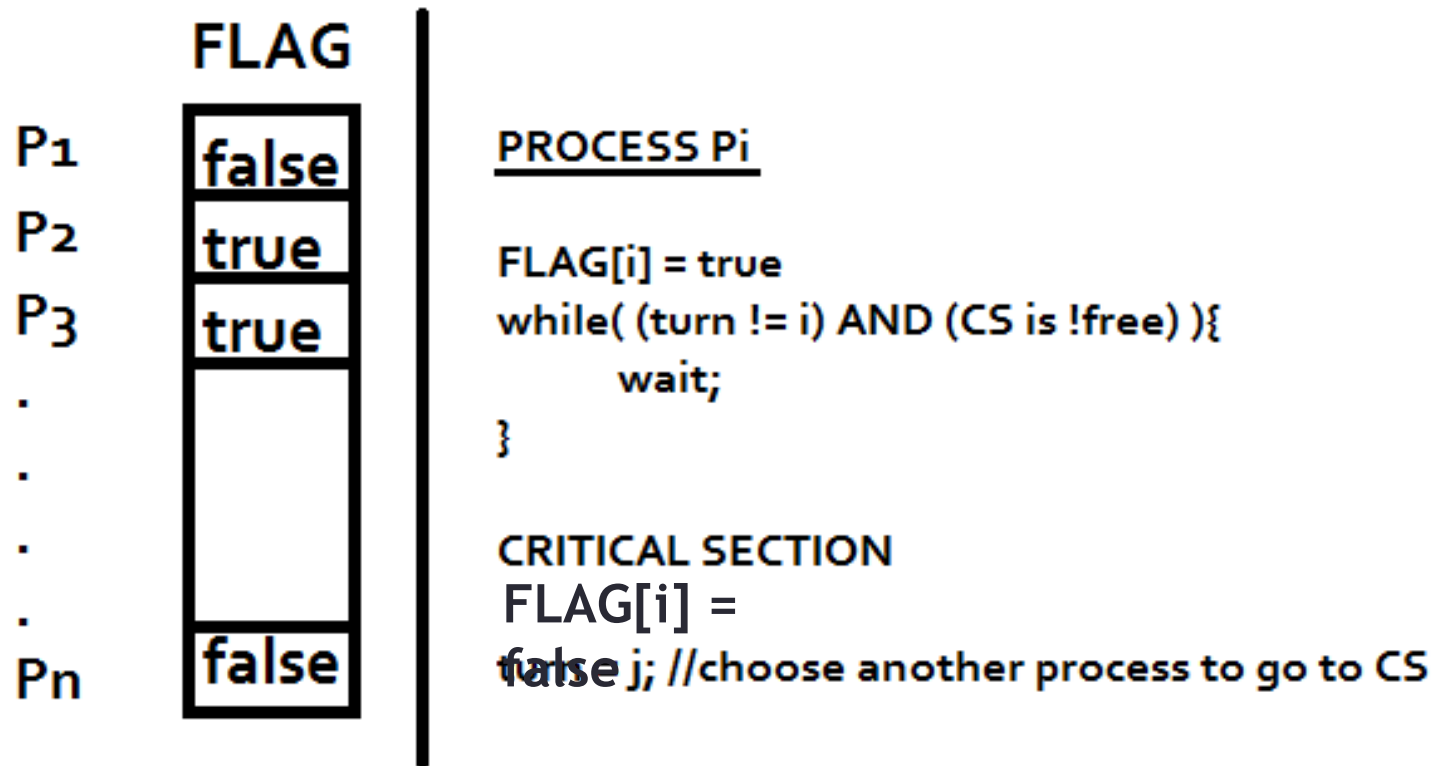 FLAG
P1 false
P2 true
P3 true
.
.
.
.
Pn false
PROCESS Pi
FLAG[i] = true
while( (turn != i) AND (CS is !free) ){
wait;
}
CRITICAL SECTION
FLAG[i] =
false
j; //choose another process to go to CS